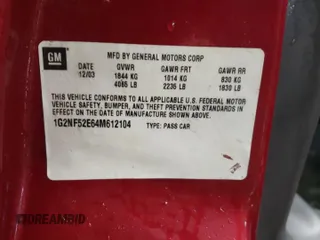 GM
MFD BY GENERAL MOTORS CORP
DATE GVWR GAWR FRT GAWR RR
12/03 1844 KG 1014 KG 830 KG
4065 LB 2235 LB 1830 LB
THIS VEHICLE CONFORMS TO ALL APPLICABLE U.S. FEDERAL MOTOR
VEHICLE SAFETY, BUMPER, AND THEFT PREVENTION STANDARDS IN
EFFECT ON THE DATE OF MANUFACTURE SHOWN ABOVE.
1G2NF52E64M612104 TYPE: PASS CAR
DREAMBID